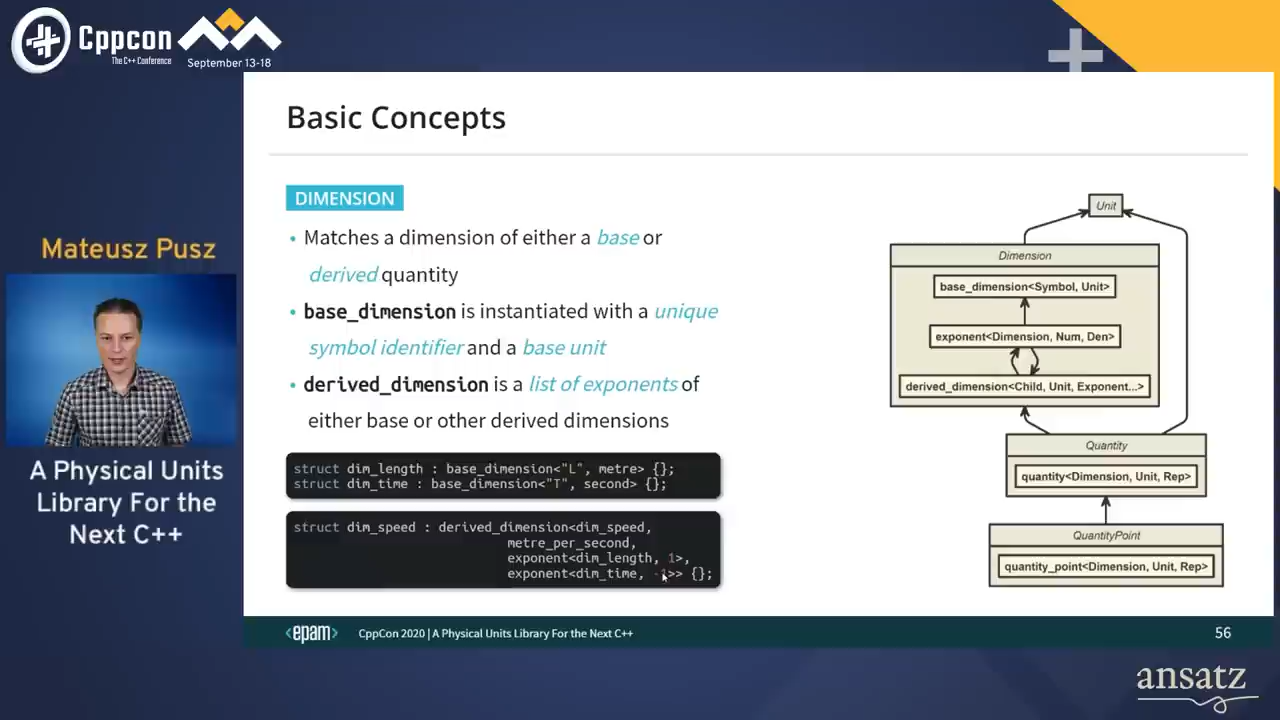 Cppcon
The C++ Conference
September 13-18
Basic Concepts
DIMENSION
• Matches a dimension of either a base or
derived quantity
• base_dimension is instantiated with a unique
symbol identifier and a base unit
• derived_dimension is a list of exponents of
either base or other derived dimensions
struct dim_length : base_dimension<"L", metre> {};
struct dim_time : base_dimension<"T", second> {};
struct dim_speed : derived_dimension<dim_speed,
metre_per_second,
exponent<dim_length, 1>,
exponent<dim_time, -1>> {};
Unit
Dimension
base_dimension<Symbol, Unit>
exponent<Dimension, Num, Den>
derived_dimension<Child, Unit, Exponent...>
Quantity
quantity<Dimension, Unit, Rep>
QuantityPoint
quantity_point<Dimension, Unit, Rep>
Mateusz Pusz
A Physical Units
Library For the
Next C++
<epam>
CppCon 2020 | A Physical Units Library For the Next C++
56
ansatz